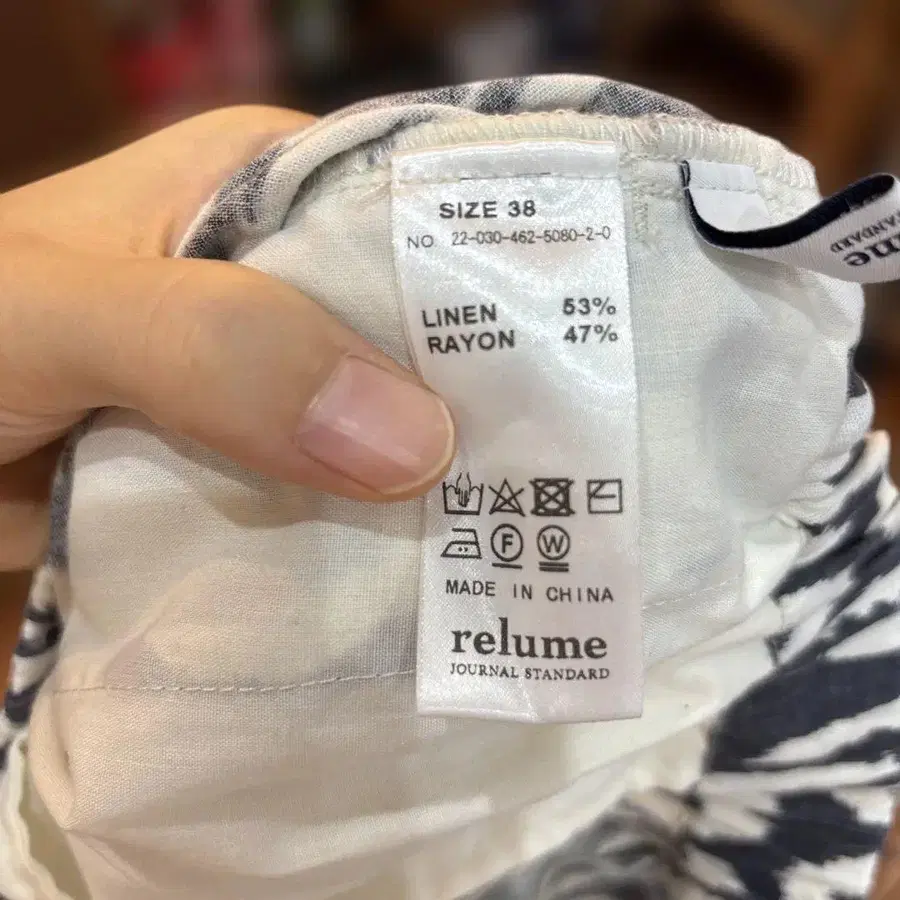 SIZE 38
NO 22-030-462-5080-2-0
LINEN 53%
RAYON 47%
F W
MADE IN CHINA
relume
JOURNAL STANDARD
STANDARD